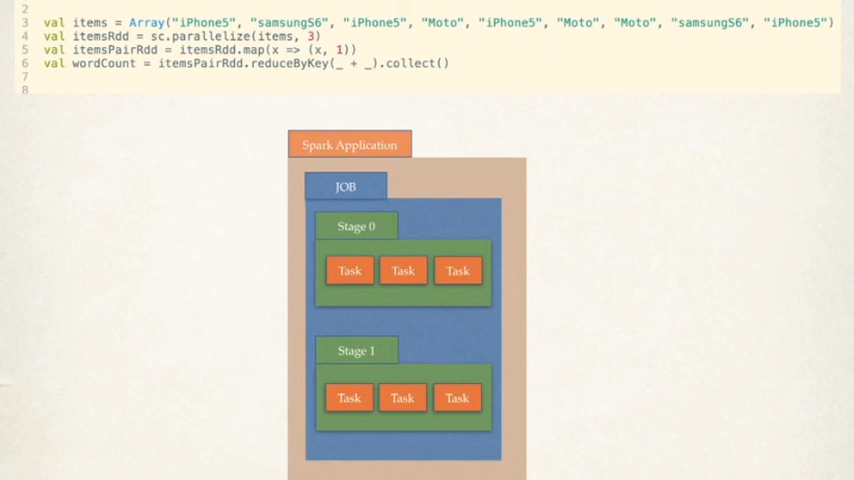 2
3 val items = Array("iPhone5", "samsungS6", "iPhone5", "Moto", "iPhone5", "Moto", "Moto", "samsungS6", "iPhone5")
4 val itemsRdd = sc.parallelize(items, 3)
5 val itemsPairRdd = itemsRdd.map(x => (x, 1))
6 val wordCount = itemsPairRdd.reduceByKey(_ + _).collect()
7
8
Spark Application
JOB
Stage 0
Task Task Task
Stage 1
Task Task Task